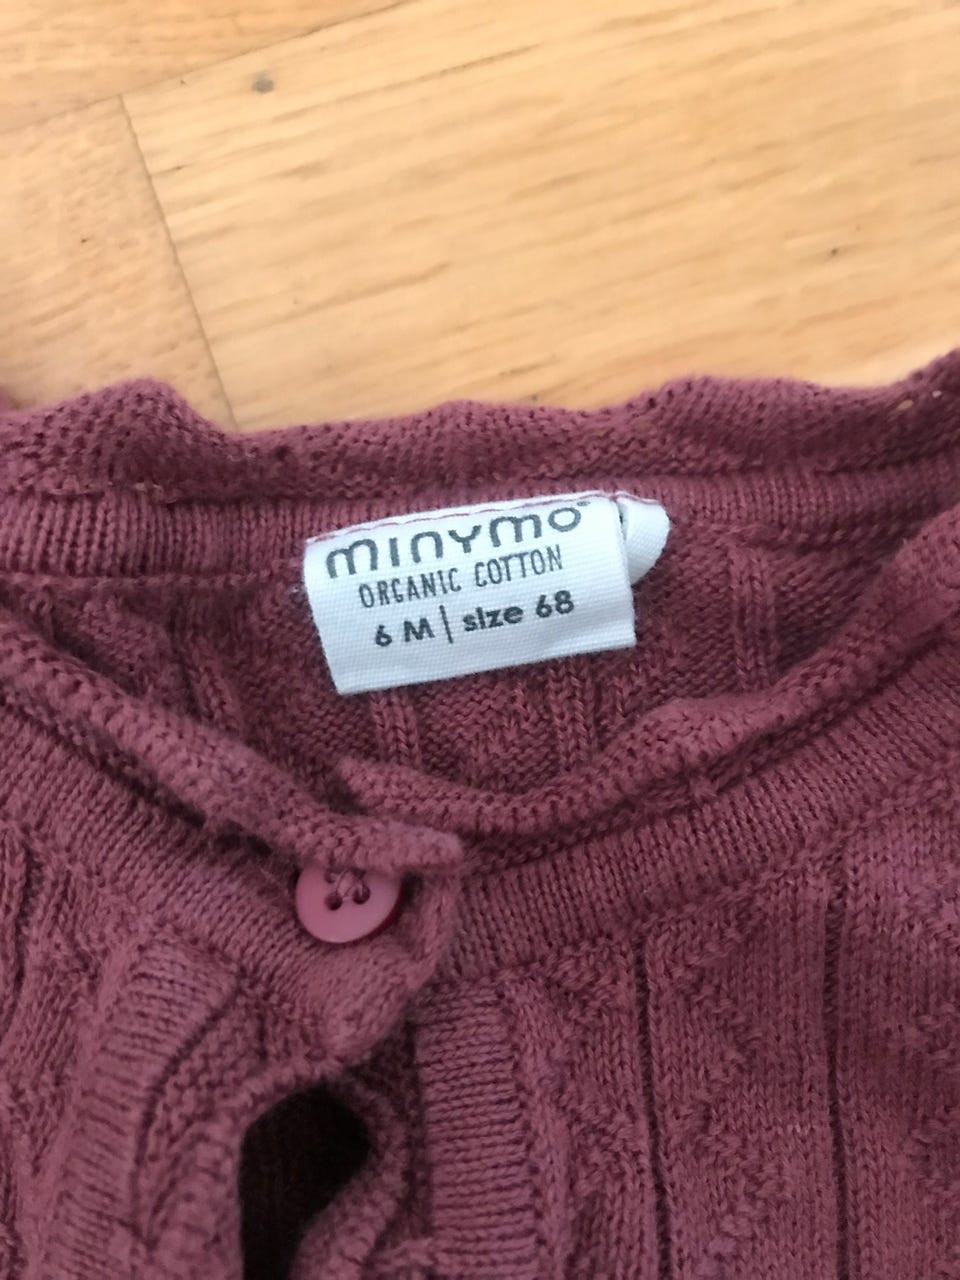 minymo®
ORGANIC COTTON
6 M | size 68